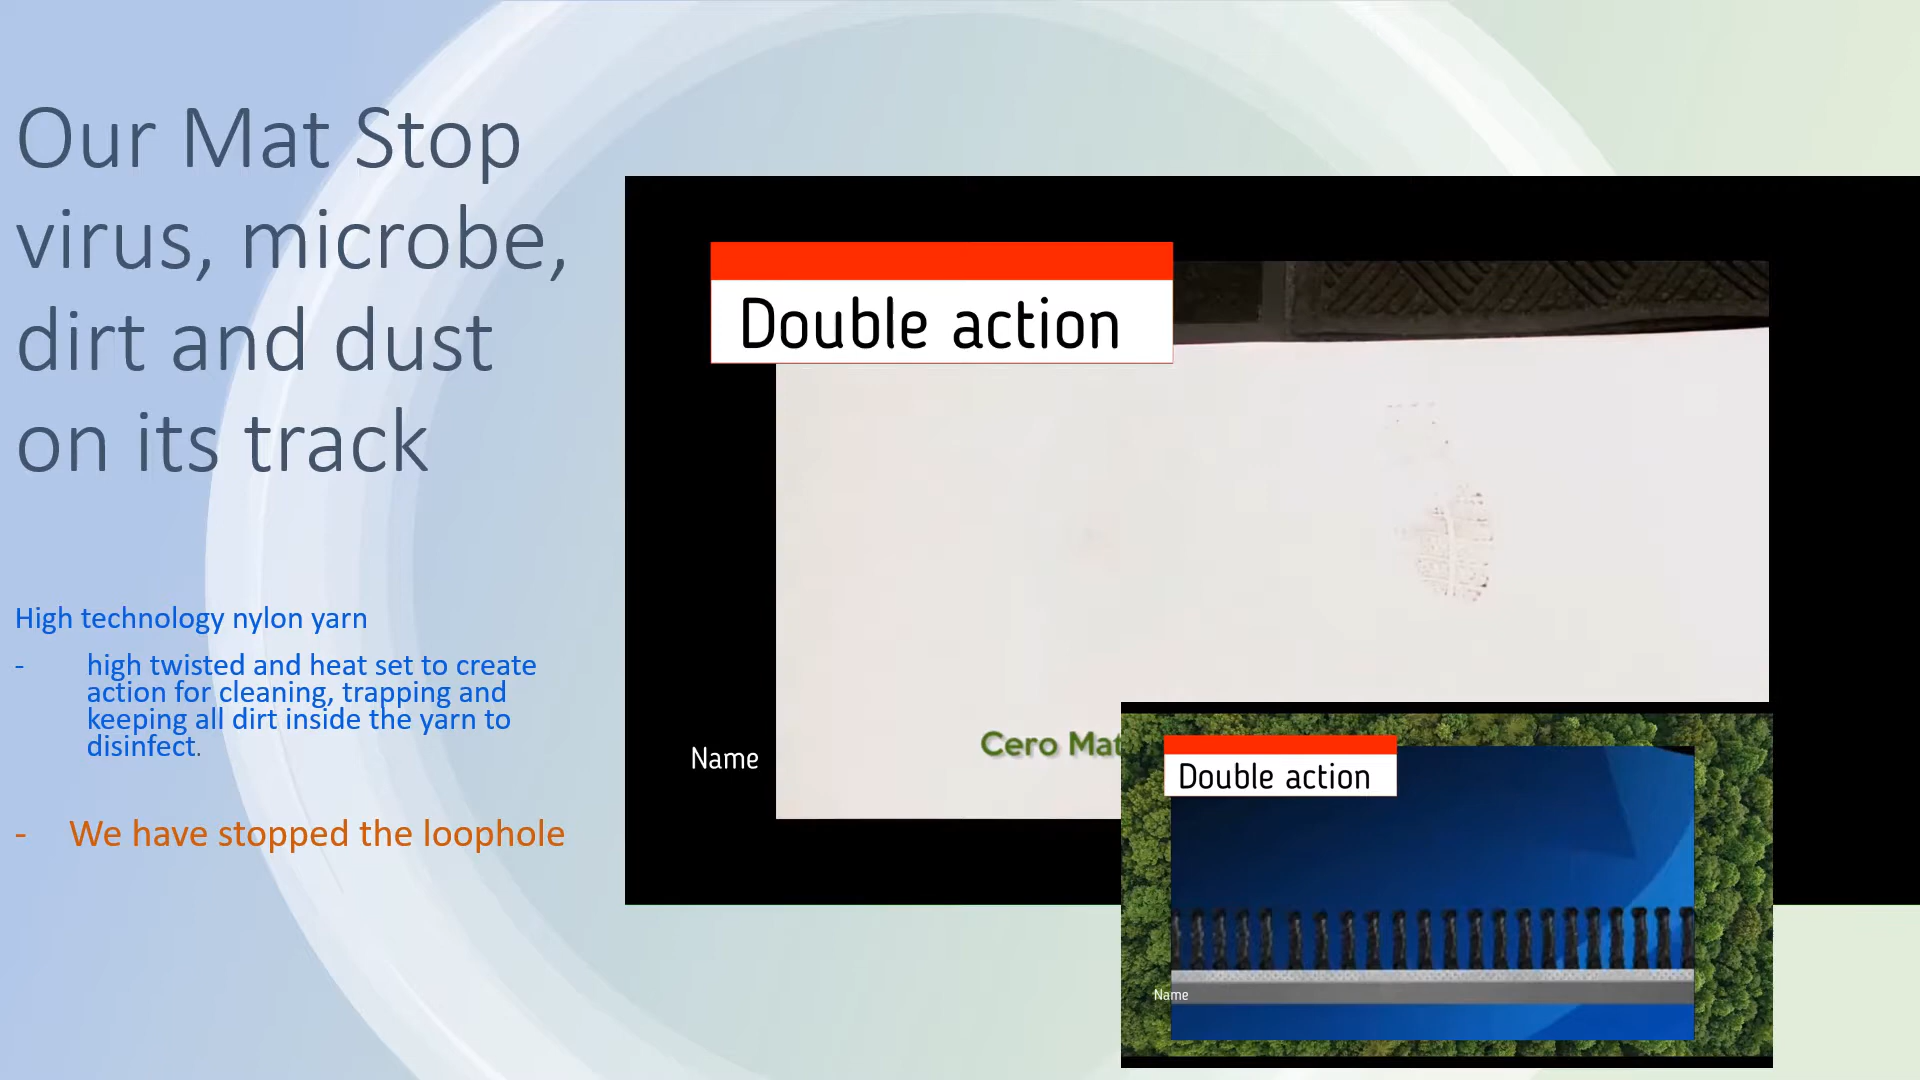 Our Mat Stop
virus, microbe,
dirt and dust
on its track
High technology nylon yarn
- high twisted and heat set to create
action for cleaning, trapping and
keeping all dirt inside the yarn to
disinfect.
- We have stopped the loophole
Double action
Name
Cero Mat
Double action
Name